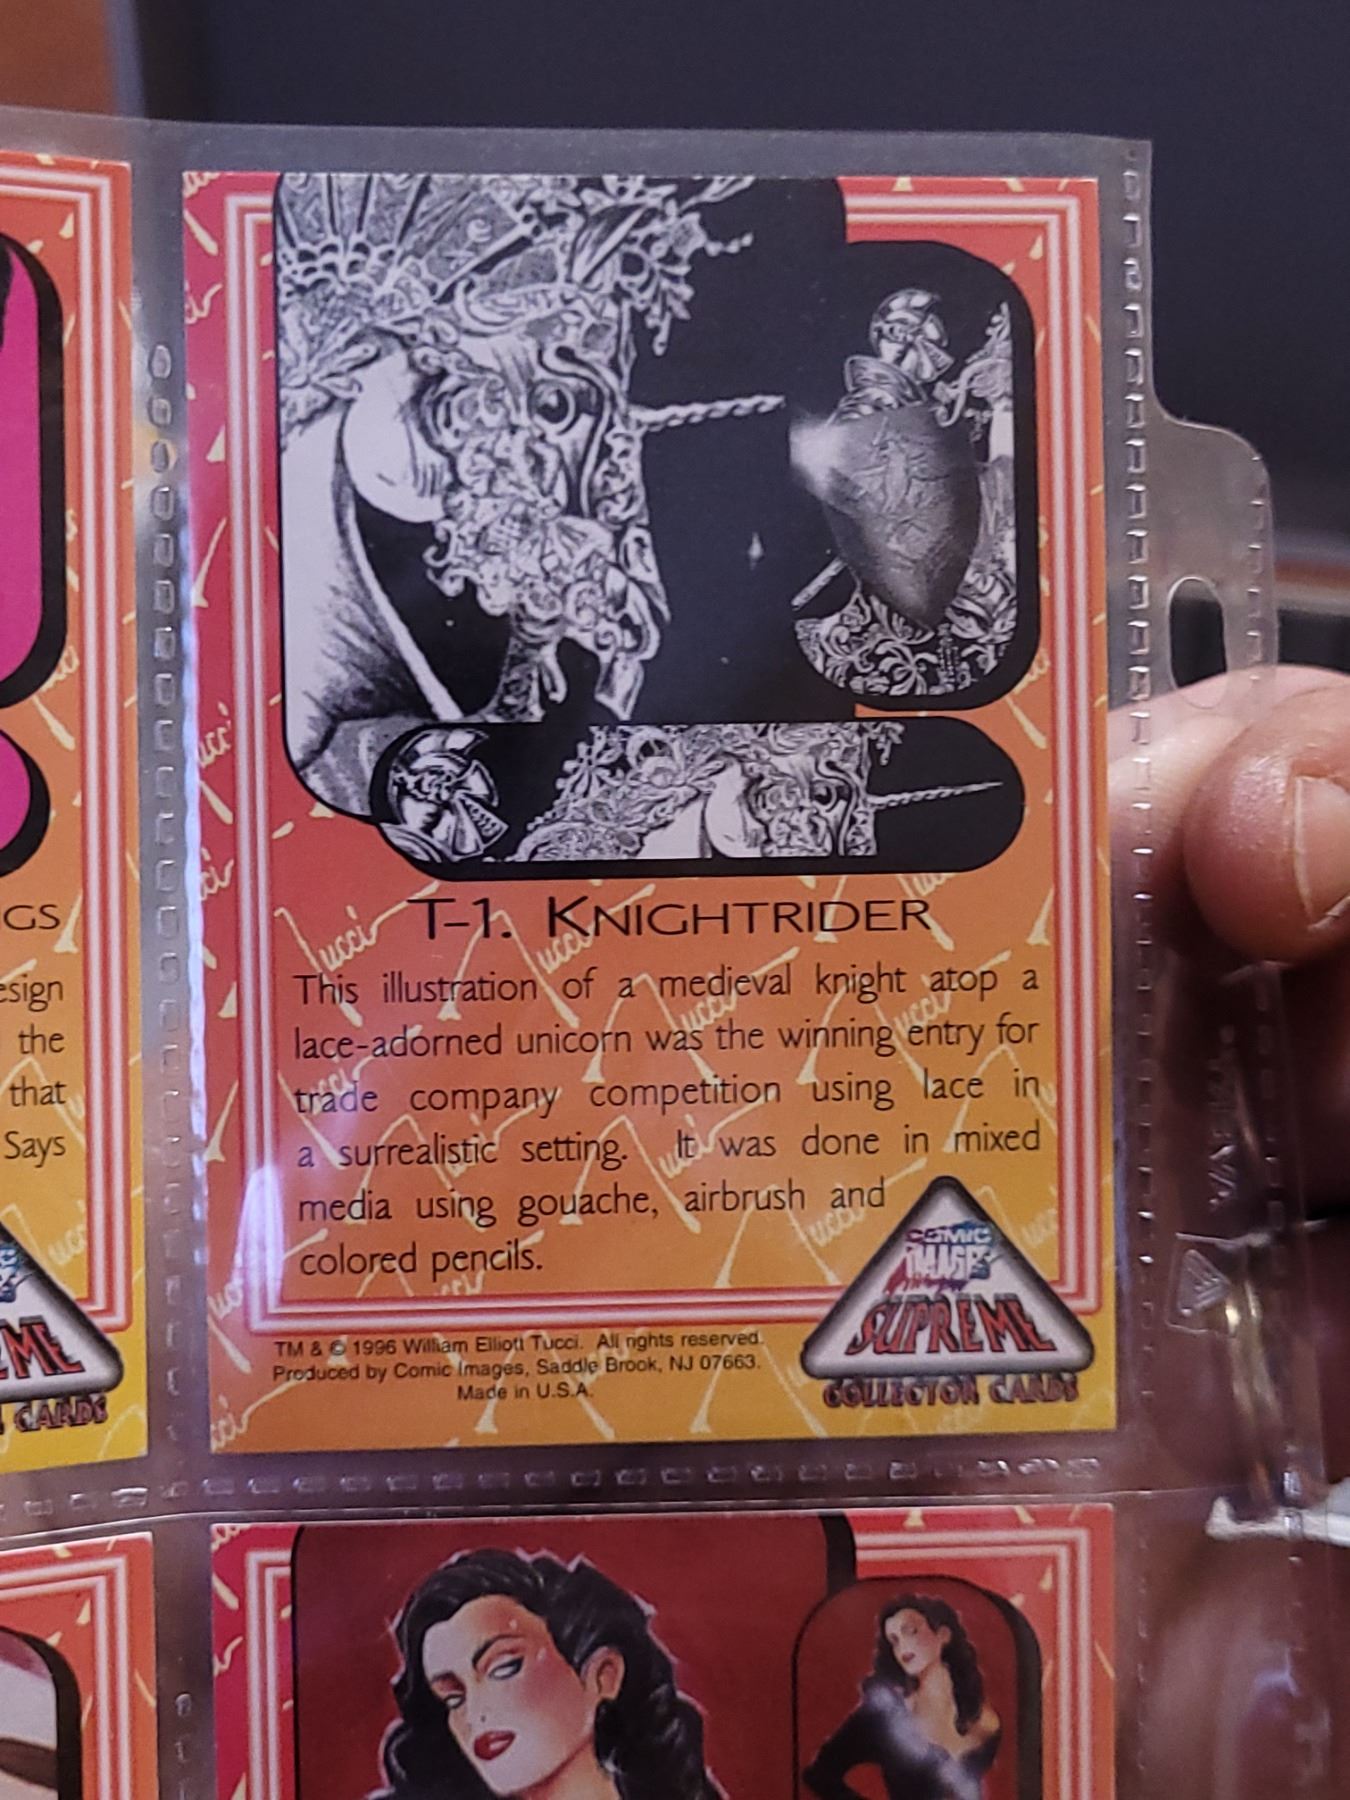 T-1. KNIGHTRIDER
This illustration of a medieval knight atop a
lace-adorned unicorn was the winning entry for
trade company competition using lace in
a surrealistic setting. It was done in mixed
media using gouache, airbrush and
colored pencils.
TM & © 1996 William Elliott Tucci. All rights reserved.
Produced by Comic Images, Saddle Brook, NJ 07663.
Made in U.S.A.
COMIC
IMAGES
SUPREME
COLLECTOR CARDS
GS
esign
the
that
Says
EME
CARDS
Tucci